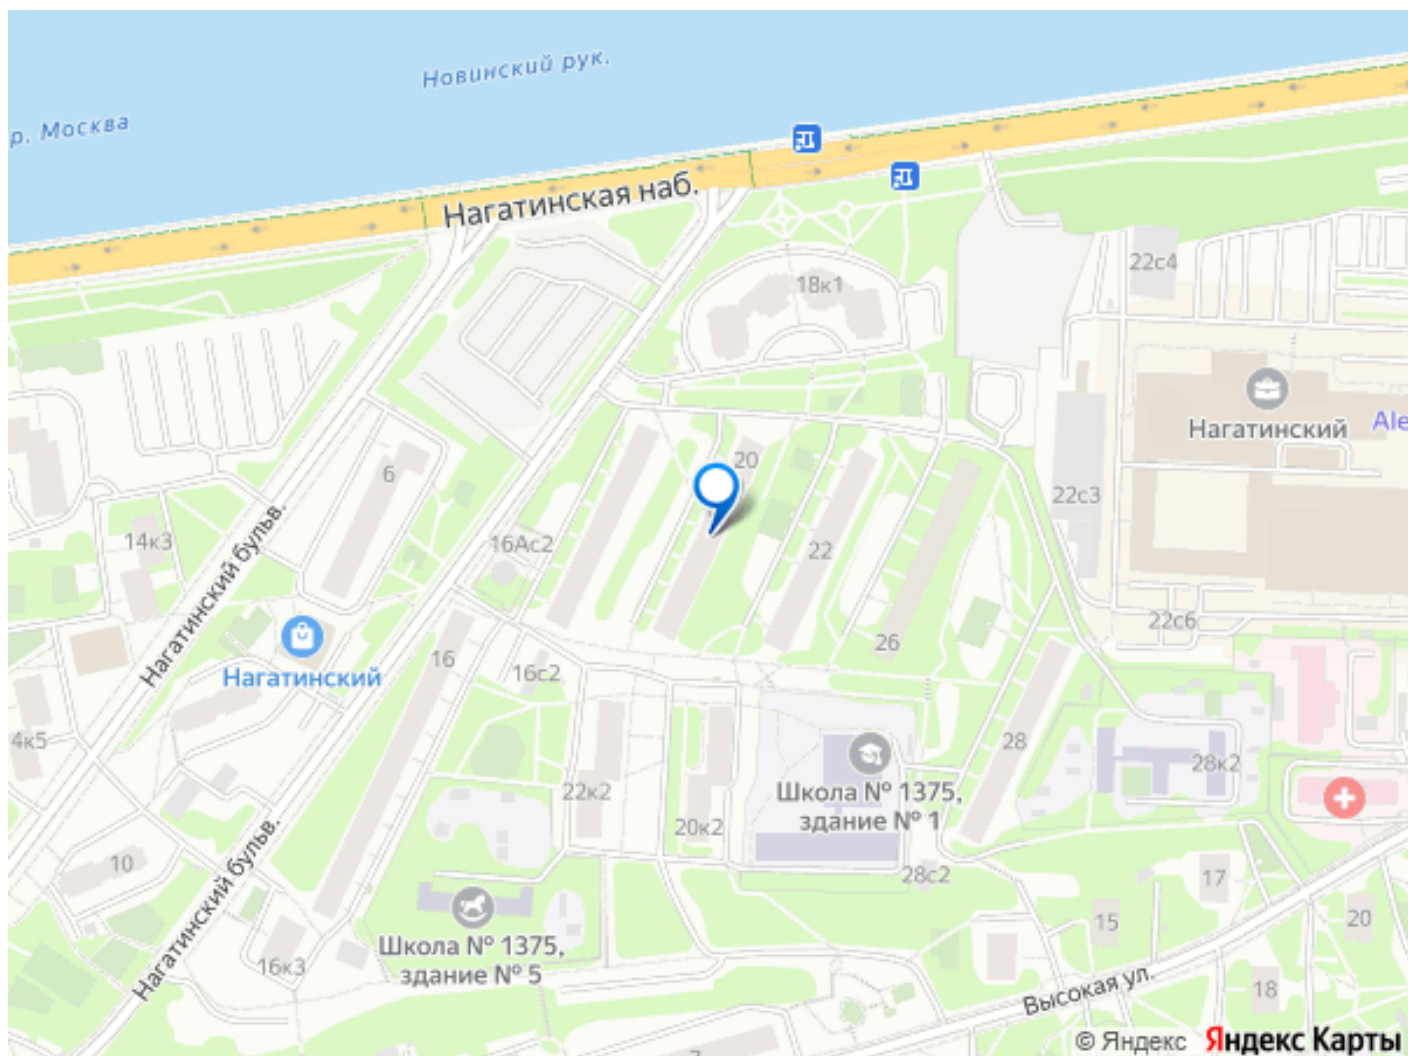 Новинский рук.
р. Москва
Нагатинская наб.
22с4
18к1
Нагатинский
Ale
6
20
22с3
14к3
16Ас2
22
Нагатинский бульв.
22с6
26
16
16с2
Нагатинский
4к5
28
28к2
22к2
Школа № 1375,
здание № 1
20к2
10
28с2
17
Нагатинский бульв.
15
20
Школа № 1375,
здание № 5
16к3
Высокая ул.
18
7
© Яндекс Яндекс Карты